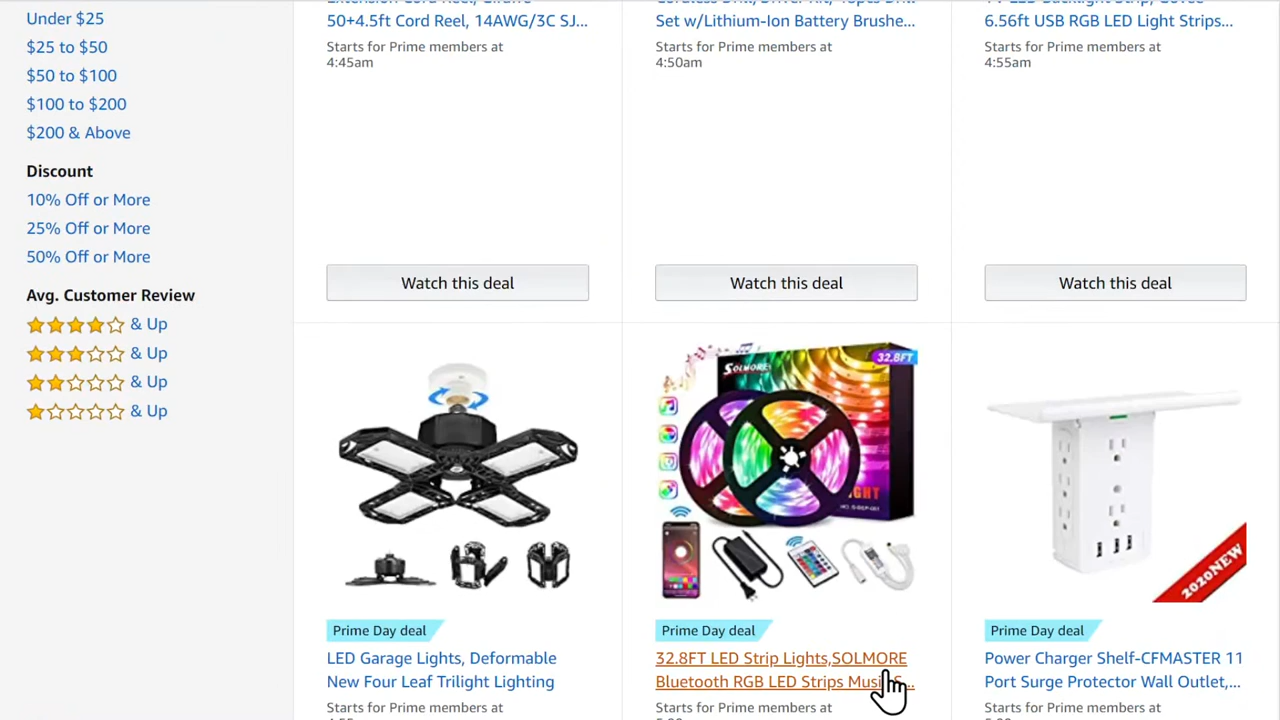 Under $25
$25 to $50
$50 to $100
$100 to $200
$200 & Above
Discount
10% Off or More
25% Off or More
50% Off or More
Avg. Customer Review
& Up
& Up
& Up
& Up
50+4.5ft Cord Reel, 14AWG/3C SJ...
Starts for Prime members at
4:45am
Watch this deal
Set w/Lithium-Ion Battery Brushe...
Starts for Prime members at
4:50am
Watch this deal
6.56ft USB RGB LED Light Strips...
Starts for Prime members at
4:55am
Watch this deal
Prime Day deal
LED Garage Lights, Deformable
New Four Leaf Trilight Lighting
Starts for Prime members at
32.8FT
SOLMORE
Prime Day deal
32.8FT LED Strip Lights,SOLMORE
Bluetooth RGB LED Strips Music
Starts for Prime members at
2020NEW
Prime Day deal
Power Charger Shelf-CFMASTER 11
Port Surge Protector Wall Outlet,...
Starts for Prime members at